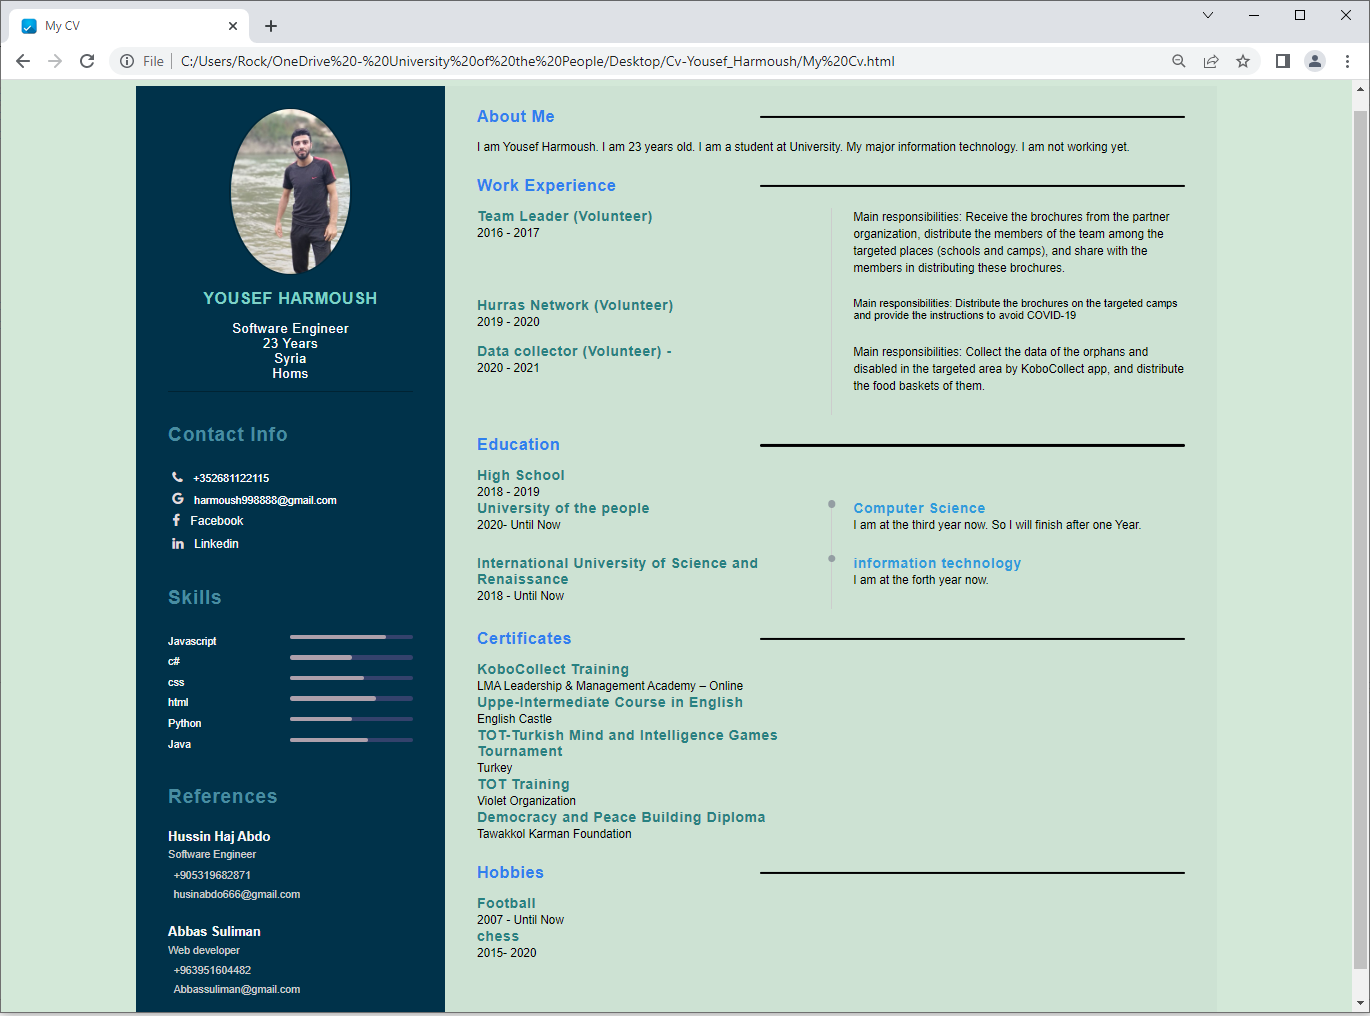 My CV
File
C:/Users/Rock/OneDrive%20-%20University%20of%20the%20People/Desktop/Cv-Yousef_Harmoush/My%20Cv.html
YOUSEF HARMOUSH
Software Engineer
23 Years
Syria
Homs
Contact Info
+352681122115
harmoush998888@gmail.com
Facebook
Linkedin
Skills
Javascript
c#
css
html
Python
Java
References
Hussin Haj Abdo
Software Engineer
+905319682871
husinabdo666@gmail.com
Abbas Suliman
Web developer
+963951604482
Abbassuliman@gmail.com
About Me
I am Yousef Harmoush. I am 23 years old. I am a student at University. My major information technology. I am not working yet.
Work Experience
Team Leader (Volunteer)
2016 - 2017
Main responsibilities: Receive the brochures from the partner
organization, distribute the members of the team among the
targeted places (schools and camps), and share with the
members in distributing these brochures.
Hurras Network (Volunteer)
2019 - 2020
Main responsibilities: Distribute the brochures on the targeted camps
and provide the instructions to avoid COVID-19
Data collector (Volunteer) -
2020 - 2021
Main responsibilities: Collect the data of the orphans and
disabled in the targeted area by KoboCollect app, and distribute
the food baskets of them.
Education
High School
2018 - 2019
University of the people
2020- Until Now
Computer Science
I am at the third year now. So I will finish after one Year.
International University of Science and
Renaissance
2018 - Until Now
information technology
I am at the forth year now.
Certificates
KoboCollect Training
LMA Leadership & Management Academy – Online
Uppe-Intermediate Course in English
English Castle
TOT-Turkish Mind and Intelligence Games
Tournament
Turkey
TOT Training
Violet Organization
Democracy and Peace Building Diploma
Tawakkol Karman Foundation
Hobbies
Football
2007 - Until Now
chess
2015- 2020